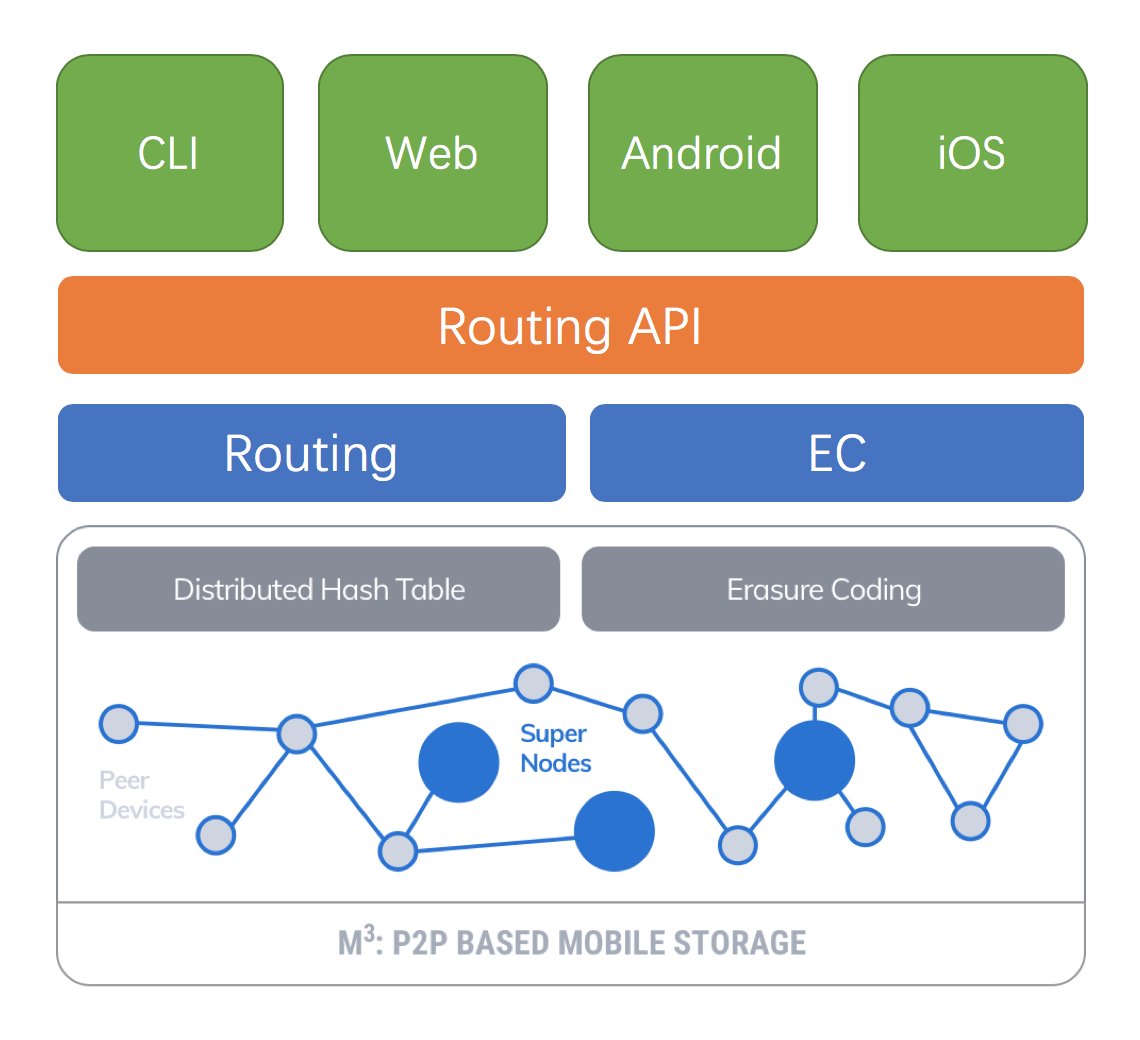 CLI
Web
Android
iOS
Routing API
Routing
EC
Distributed Hash Table
Erasure Coding
Super
Nodes
Peer
Devices
M³: P2P BASED MOBILE STORAGE